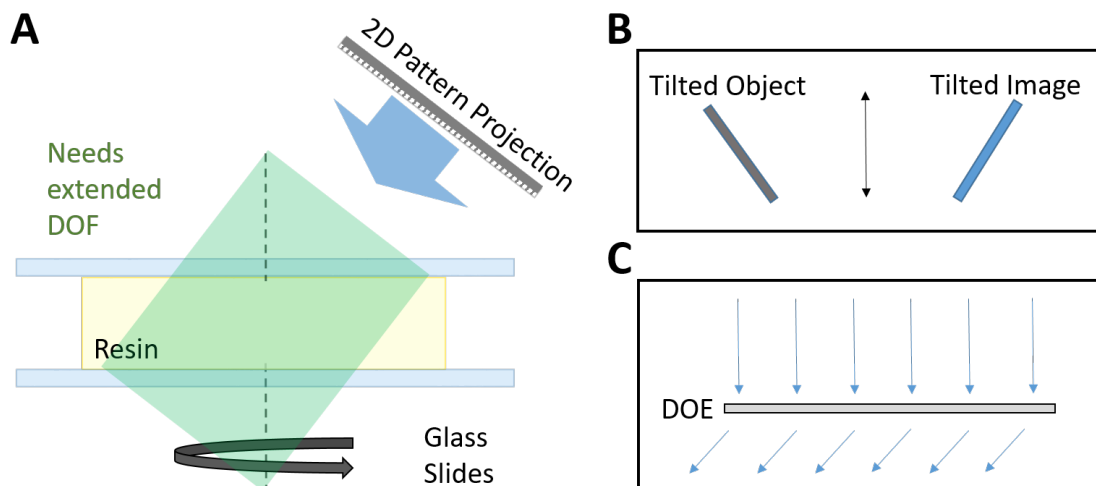 A
2D Pattern Projection
Needs
extended
DOF
Resin
Glass
Slides
B
Tilted Object
Tilted Image
C
DOE